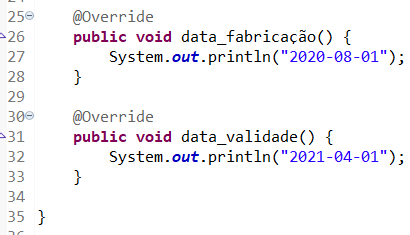 25 @Override
26 public void data_fabricação() {
27 System.out.println("2020-08-01");
28 }
29
30 @Override
31 public void data_validade() {
32 System.out.println("2021-04-01");
33 }
34
35 }